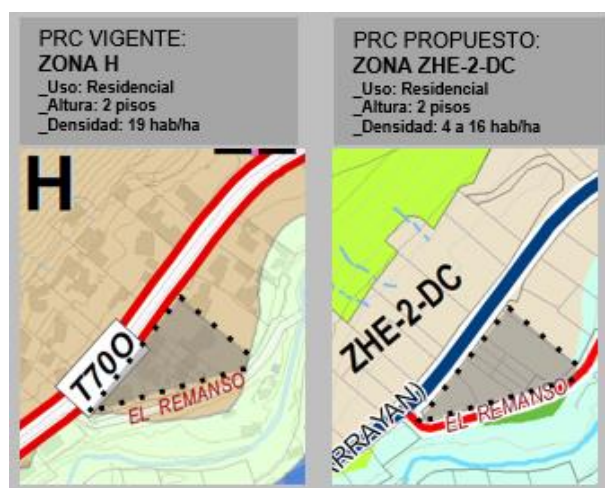 PRC VIGENTE:
ZONA H
_Uso: Residencial
_Altura: 2 pisos
_Densidad: 19 hab/ha
H
T70O
EL REMANSO
PRC PROPUESTO:
ZONA ZHE-2-DC
_Uso: Residencial
_Altura: 2 pisos
_Densidad: 4 a 16 hab/ha
ZHE-2-DC
RRAYAN)
EL REMANSO